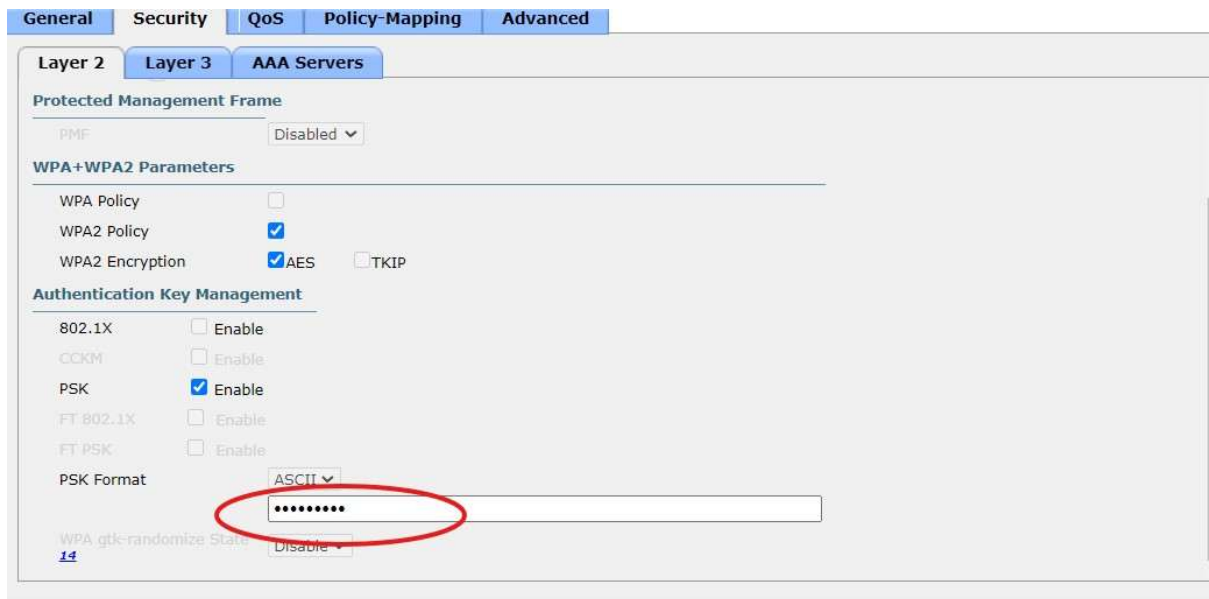 General Security QoS Policy-Mapping Advanced
Layer 2 Layer 3 AAA Servers
Protected Management Frame
PMF Disabled
WPA+WPA2 Parameters
WPA Policy
WPA2 Policy
WPA2 Encryption AES TKIP
Authentication Key Management
802.1X Enable
CCKM Enable
PSK Enable
FT 802.1X Enable
FT PSK Enable
PSK Format ASCII
•••••••••
WPA gtk-randomize State Disable
14